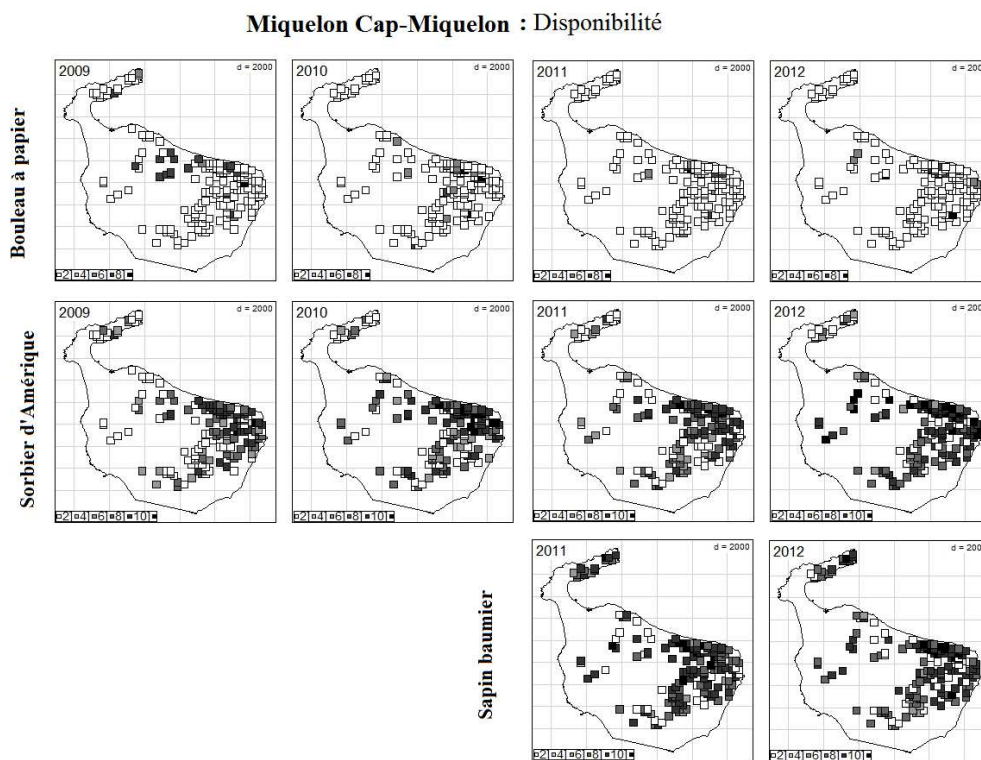 Miquelon Cap-Miquelon : Disponibilité
Bouleau à papier
2009 d = 2000
2010 d = 2000
2011 d = 2000
2012 d = 200
2 4 6 8
2 4 6 8
2 4 6 8
2 4 6 8
Sorbier d'Amérique
2009 d = 2000
2010 d = 2000
2011 d = 2000
2012 d = 200
2 4 6 8 10
2 4 6 8 10
2 4 6 8 10
2 4 6 8 10
Sapin baumier
2011 d = 2000
2012 d = 200
2 4 6 8 10
2 4 6 8 10